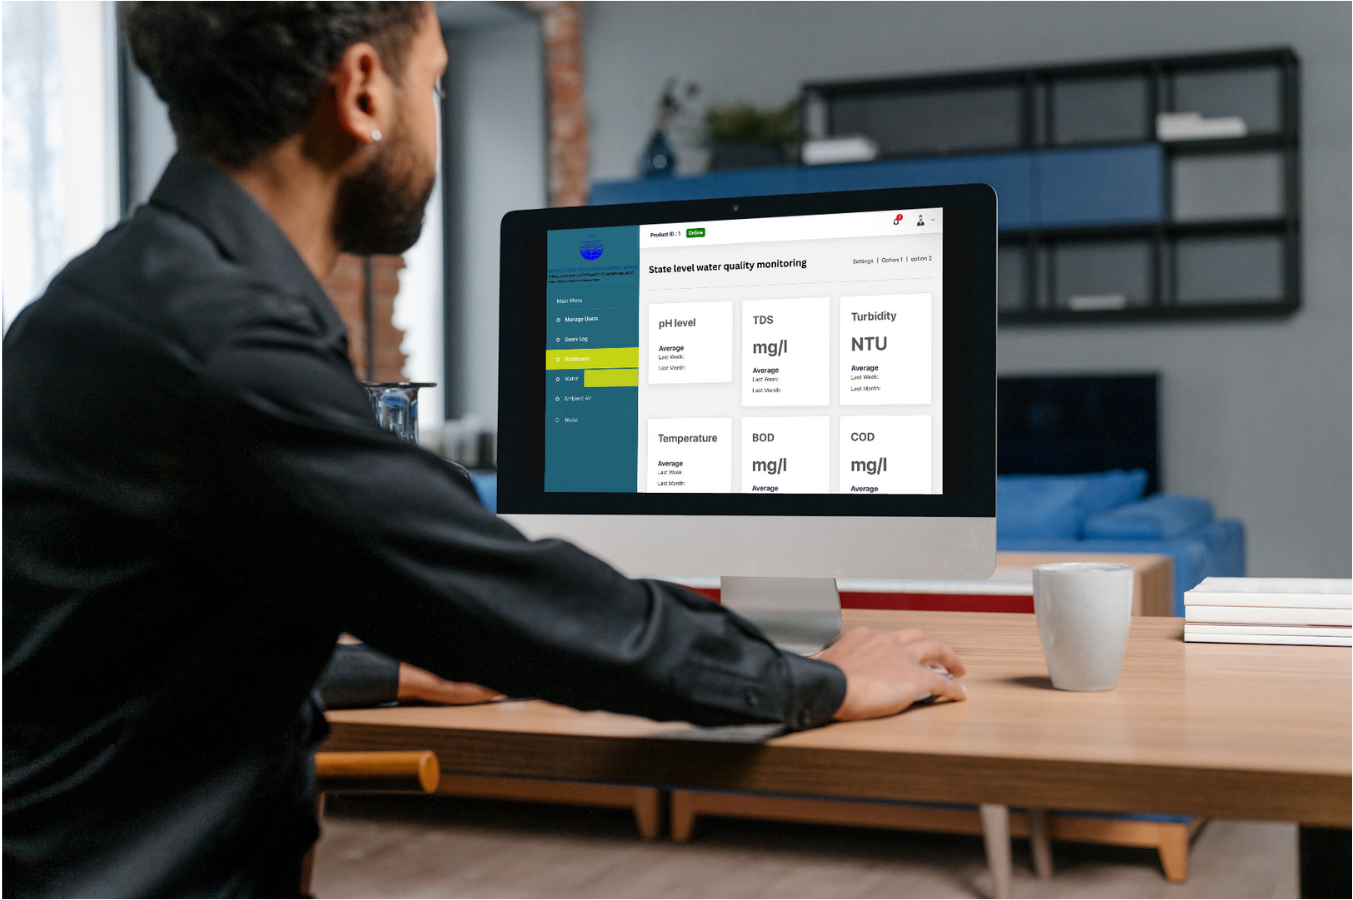 Product ID : 1 Online
State level water quality monitoring
Settings | Option 1 | option 2
Main Menu
Manage Users
Users Log
Dashboard
Water
Ambient Air
Noise
pH level
Average
Last Week:
Last Month:
TDS
mg/l
Average
Last Week:
Last Month:
Turbidity
NTU
Average
Last Week:
Last Month:
Temperature
Average
Last Week:
Last Month:
BOD
mg/l
Average
COD
mg/l
Average